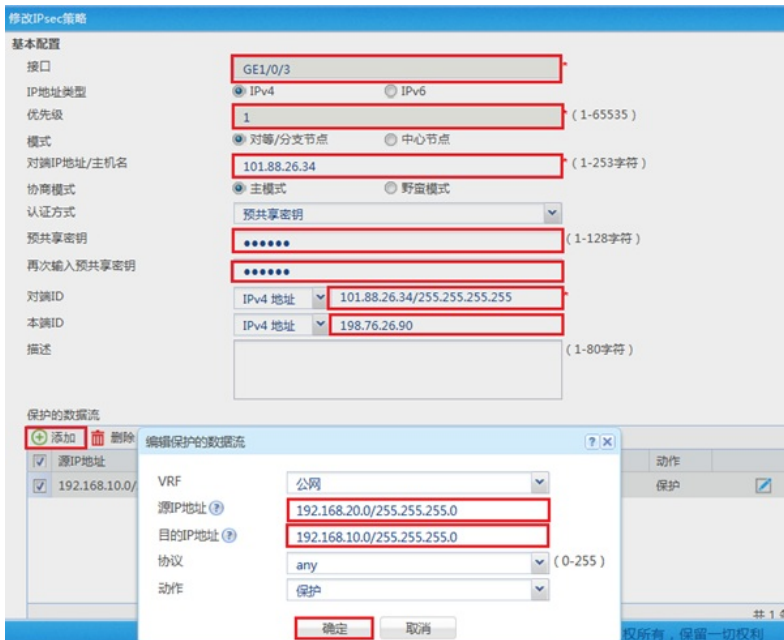 修改IPsec策略
基本配置
接口 GE1/0/3 *
IP地址类型 IPv4 IPv6
优先级 1 * (1-65535)
模式 对等/分支节点 中心节点
对端IP地址/主机名 101.88.26.34 * (1-253字符)
协商模式 主模式 野蛮模式
认证方式 预共享密钥
预共享密钥 ●●●●●● (1-128字符)
再次输入预共享密钥 ●●●●●●
对端ID IPv4 地址 101.88.26.34/255.255.255.255 *
本端ID IPv4 地址 198.76.26.90
描述 (1-80字符)
保护的数据流
添加 删除
源IP地址 动作
192.168.10.0/ 保护
编辑保护的数据流 ? X
VRF 公网
源IP地址 ? 192.168.20.0/255.255.255.0
目的IP地址 ? 192.168.10.0/255.255.255.0
协议 any (0-255)
动作 保护
确定 取消
共 1
权所有，保留一切权利